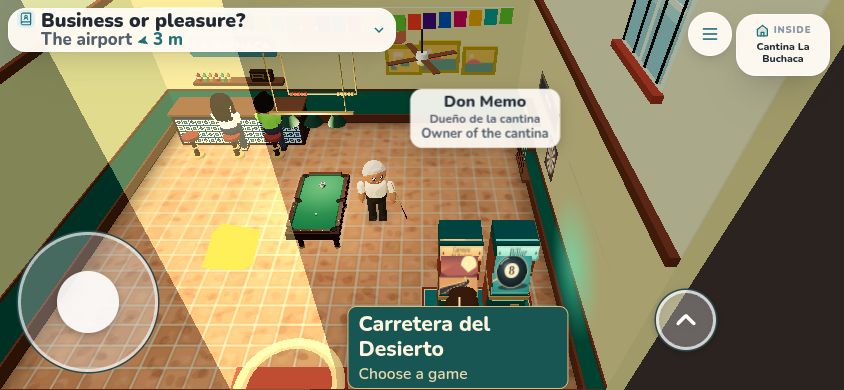 Business or pleasure?
The airport 3 m
INSIDE
Cantina La
Buchaca
Don Memo
Dueño de la cantina
Owner of the cantina
8
Carretera del
Desierto
Choose a game